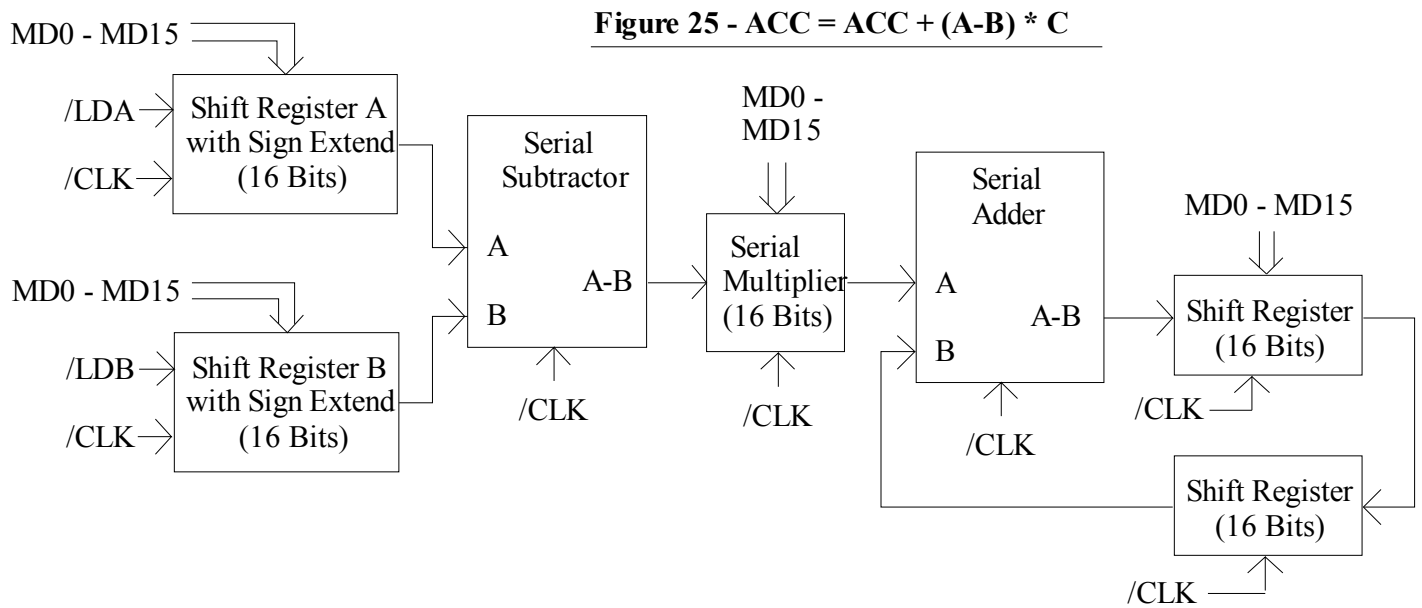 Figure 25 - ACC = ACC + (A-B) * C
MD0 - MD15
/LDA
/CLK
Shift Register A
with Sign Extend
(16 Bits)
MD0 - MD15
/LDB
/CLK
Shift Register B
with Sign Extend
(16 Bits)
Serial
Subtractor
A
B
A-B
/CLK
MD0 -
MD15
Serial
Multiplier
(16 Bits)
/CLK
Serial
Adder
A
B
A-B
/CLK
MD0 - MD15
Shift Register
(16 Bits)
/CLK
Shift Register
(16 Bits)
/CLK